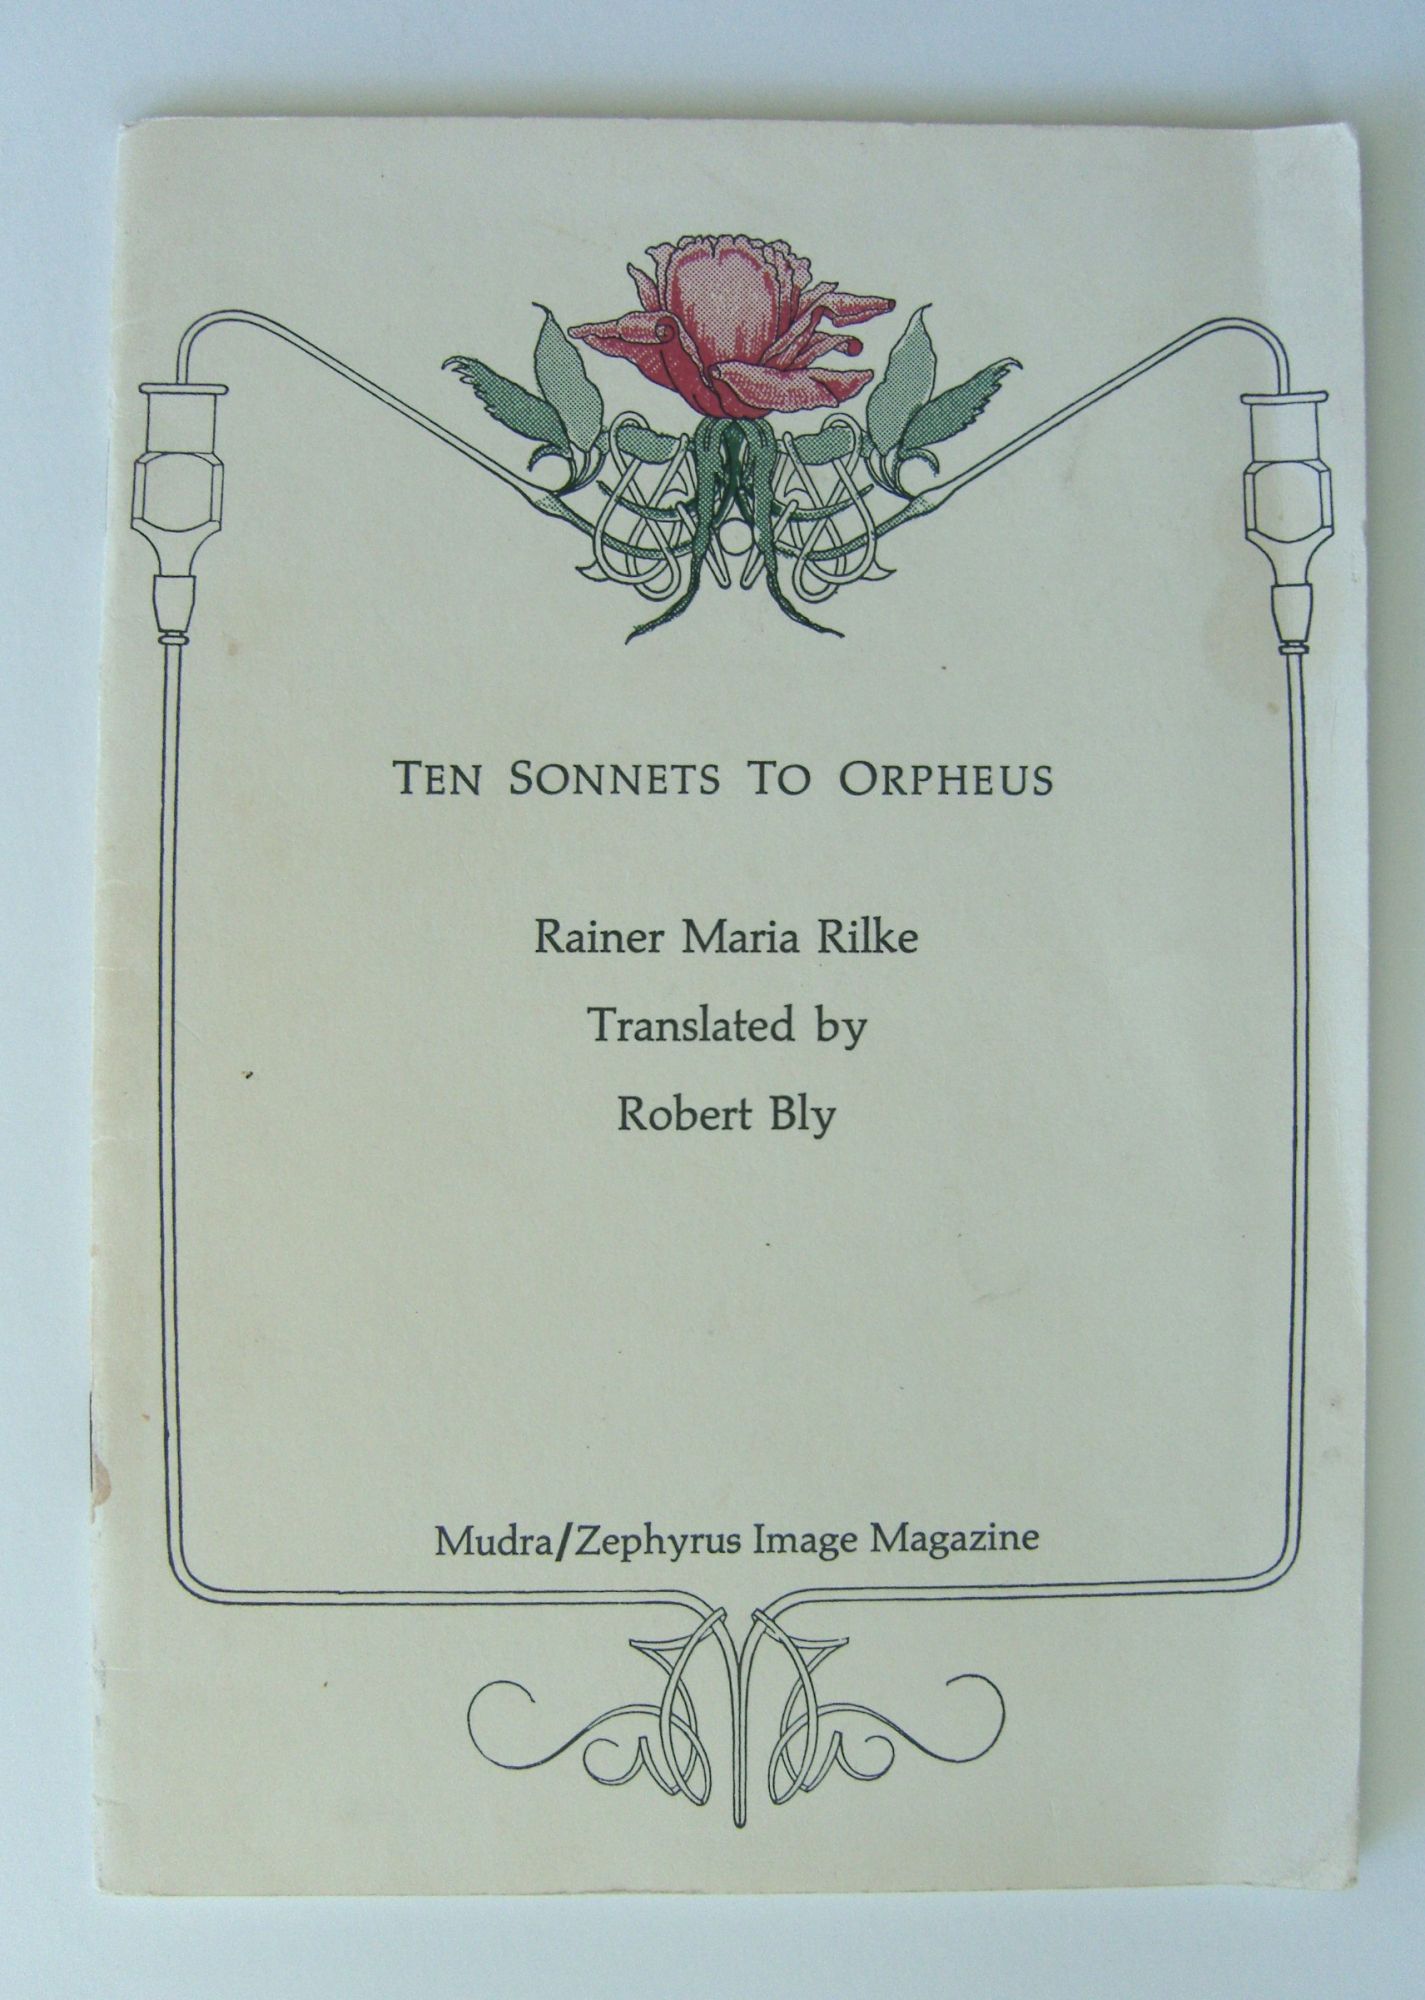 TEN SONNETS TO ORPHEUS
Rainer Maria Rilke
Translated by
Robert Bly
Mudra/Zephyrus Image Magazine